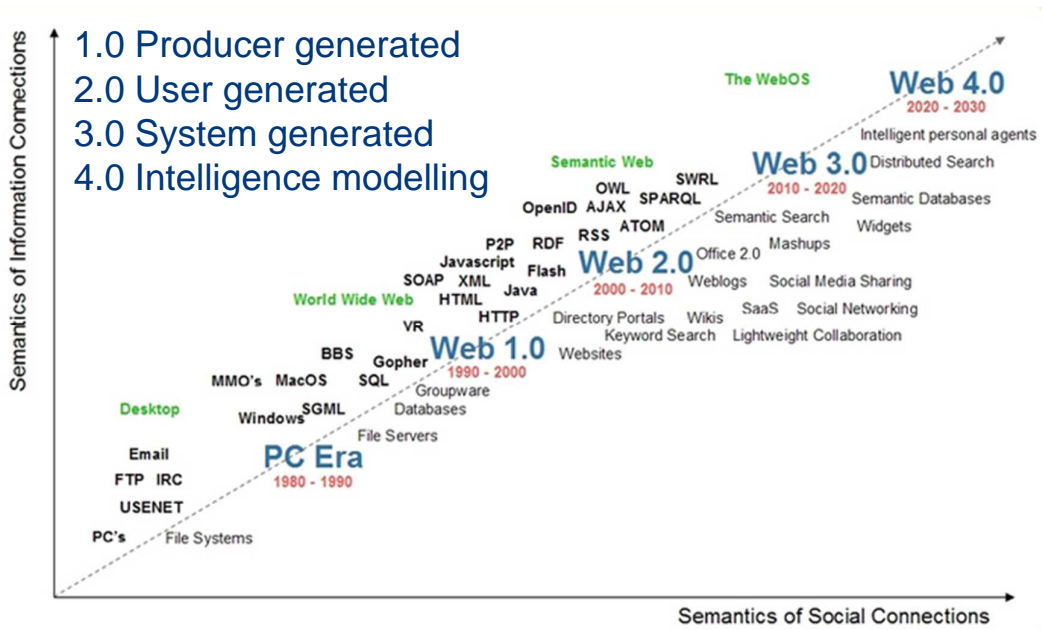 Semantics of Information Connections
1.0 Producer generated
2.0 User generated
3.0 System generated
4.0 Intelligence modelling
The WebOS
Web 4.0
2020 - 2030
Intelligent personal agents
Semantic Web
Web 3.0
Distributed Search
2010 - 2020
SWRL
OWL
SPARQL
Semantic Databases
OpenID
AJAX
Semantic Search
Widgets
ATOM
RSS
Mashups
P2P
RDF
Office 2.0
Javascript
Flash
Web 2.0
SOAP
XML
Weblogs
Social Media Sharing
Java
2000 - 2010
World Wide Web
HTML
SaaS
Social Networking
HTTP
Directory Portals
Wikis
VR
Keyword Search
Lightweight Collaboration
Web 1.0
Websites
BBS
Gopher
1990 - 2000
MMO's
MacOS
SQL
Groupware
Desktop
SGML
Databases
Windows
File Servers
Email
PC Era
FTP
IRC
1980 - 1990
USENET
PC's
File Systems
Semantics of Social Connections